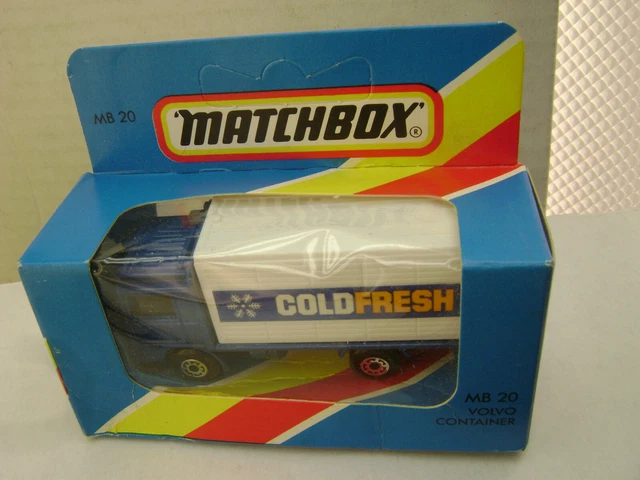 MB 20
"MATCHBOX"®
COLDFRESH
MB 20
VOLVO
CONTAINER